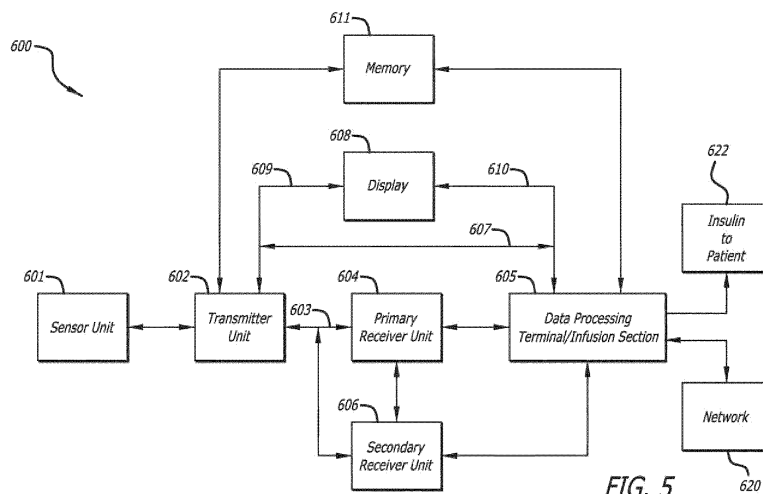 611
600
Memory
608
609
Display
610
622
Insulin
to
Patient
607
601
602
603
604
605
Sensor Unit
Transmitter
Unit
Primary
Receiver Unit
Data Processing
Terminal/Infusion Section
606
Secondary
Receiver Unit
Network
FIG. 5
620